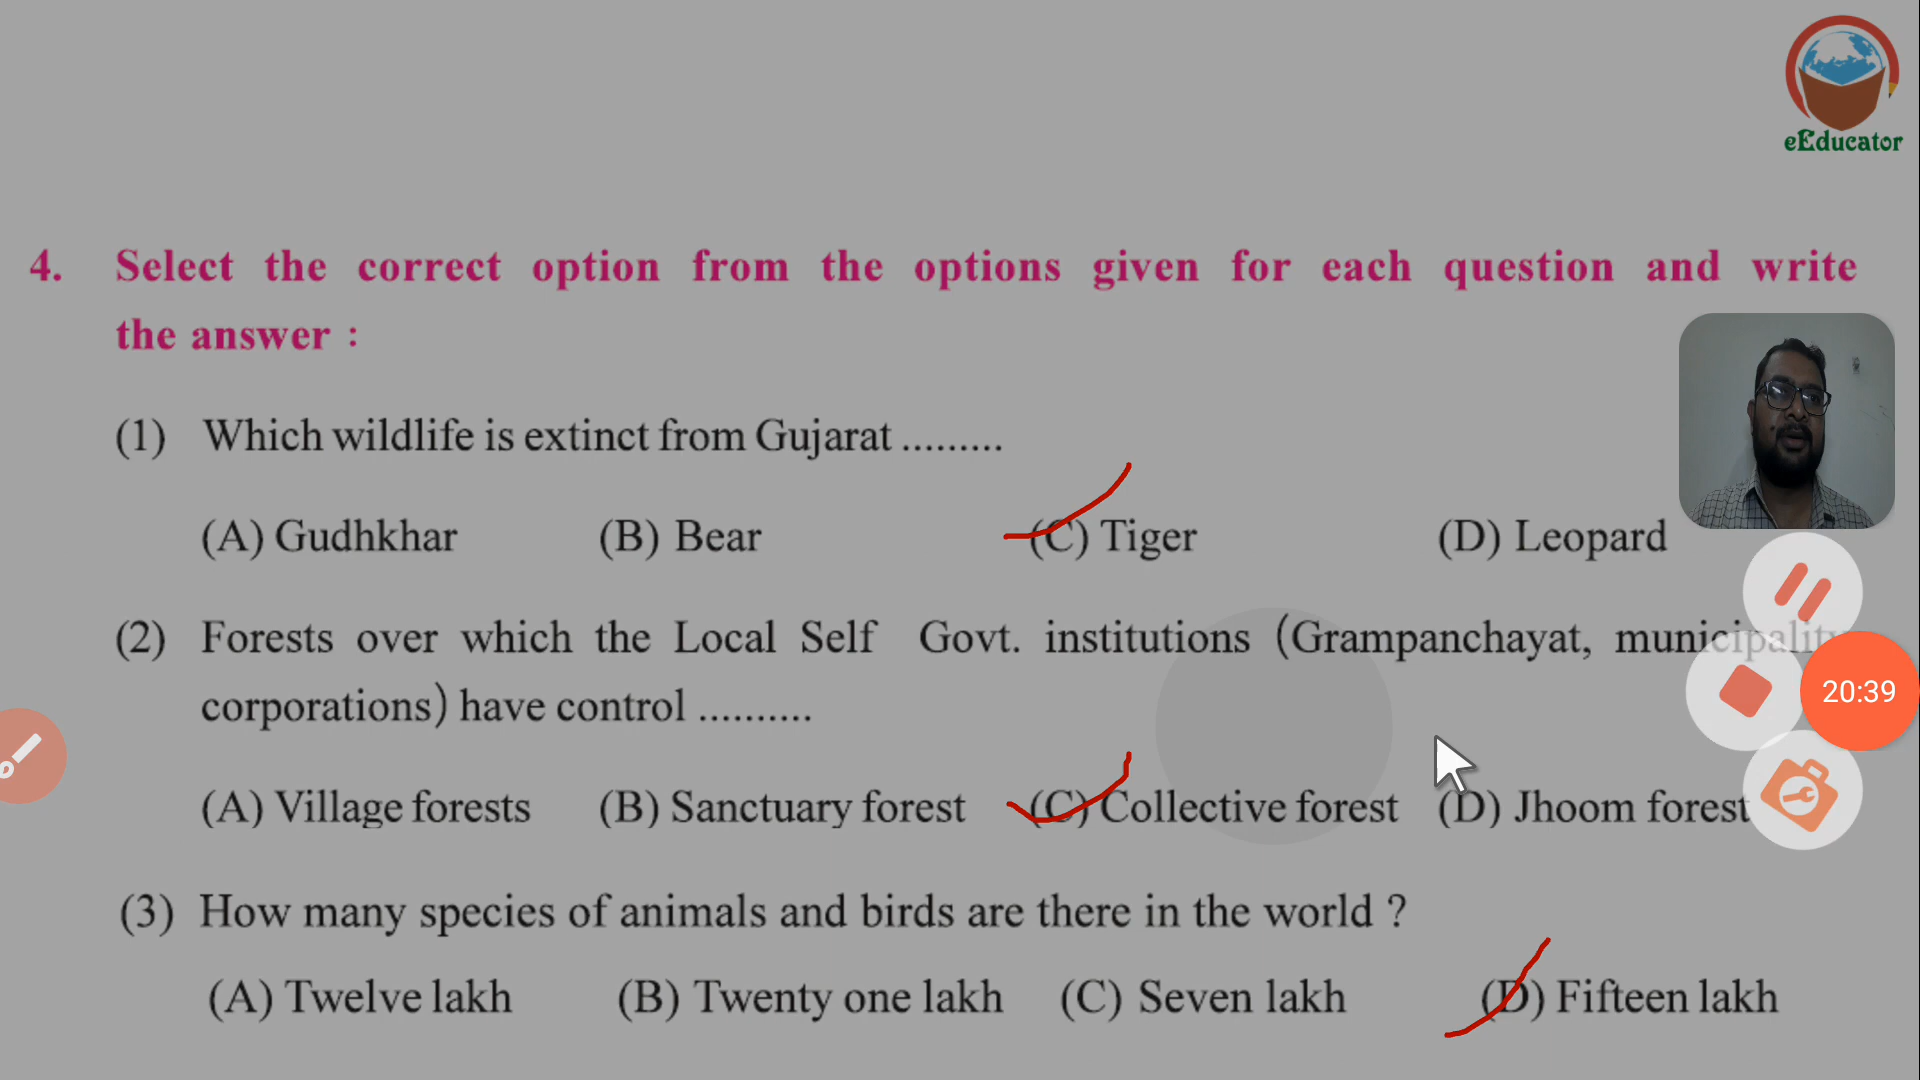 eEducator
4. Select the correct option from the options given for each question and write
the answer :
(1) Which wildlife is extinct from Gujarat .........
(A) Gudhkhar (B) Bear (C) Tiger (D) Leopard
(2) Forests over which the Local Self Govt. institutions (Grampanchayat, municipality
corporations) have control ..........
20:39
(A) Village forests (B) Sanctuary forest (C) Collective forest (D) Jhoom forest
(3) How many species of animals and birds are there in the world ?
(A) Twelve lakh (B) Twenty one lakh (C) Seven lakh (D) Fifteen lakh